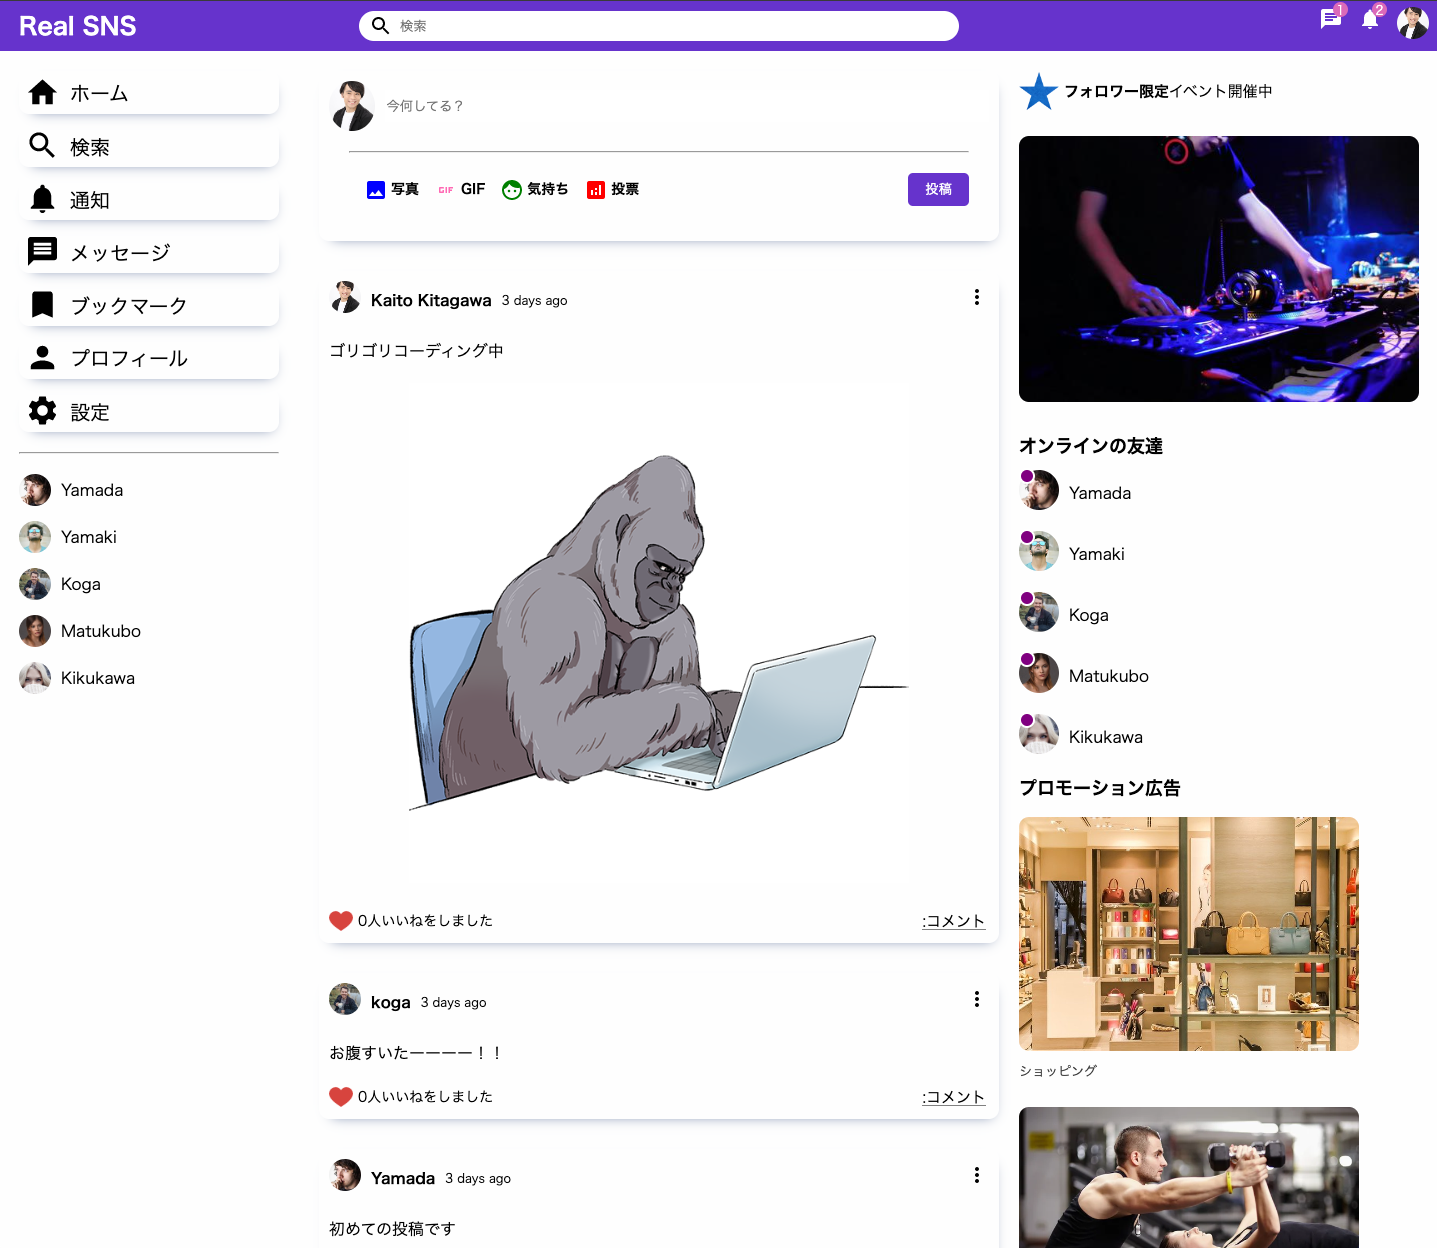 Real SNS
検索
1
2
ホーム
検索
通知
メッセージ
ブックマーク
プロフィール
設定
Yamada
Yamaki
Koga
Matukubo
Kikukawa
今何してる？
写真 GIF GIF 気持ち 投票
投稿
Kaito Kitagawa 3 days ago
ゴリゴリコーディング中
0人いいねをしました
:コメント
koga 3 days ago
お腹すいたーーーー！！
0人いいねをしました
:コメント
Yamada 3 days ago
初めての投稿です
フォロワー限定イベント開催中
オンラインの友達
Yamada
Yamaki
Koga
Matukubo
Kikukawa
プロモーション広告
ショッピング